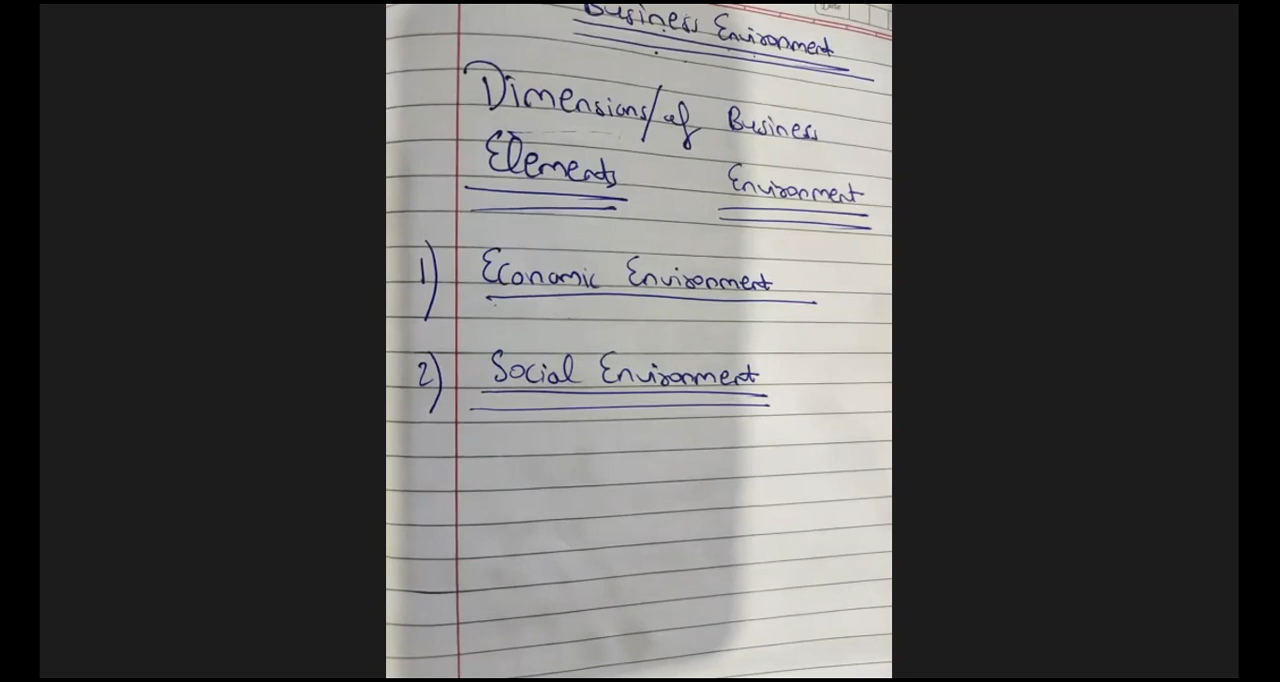 Business Environment
Dimensions/ of Business
Elements Environment
1) Economic Environment
2) Social Environment